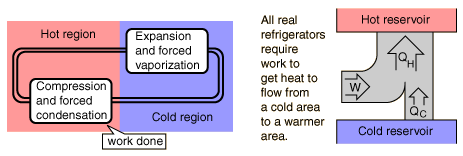 Hot region
Expansion
and forced
vaporization
Compression
and forced
condensation
Cold region
work done
All real
refrigerators
require
work to
get heat to
flow from
a cold area
to a warmer
area.
Hot reservoir
QH
W
QC
Cold reservoir